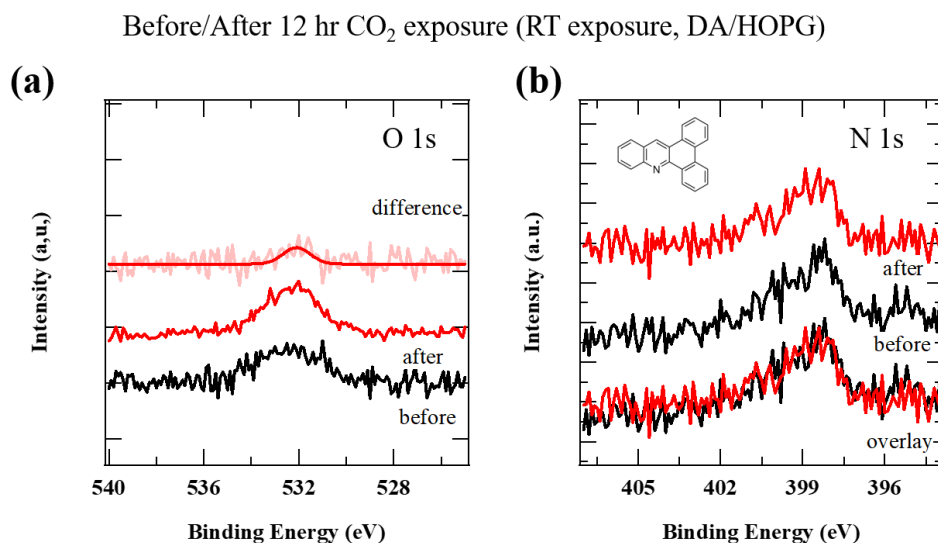 Before/After 12 hr CO₂ exposure (RT exposure, DA/HOPG)
(a)
O 1s
difference
after
before
Intensity (a,u,)
540 536 532 528
Binding Energy (eV)
(b)
N 1s
N
after
before
overlay
Intensity (a.u.)
405 402 399 396
Binding Energy (eV)